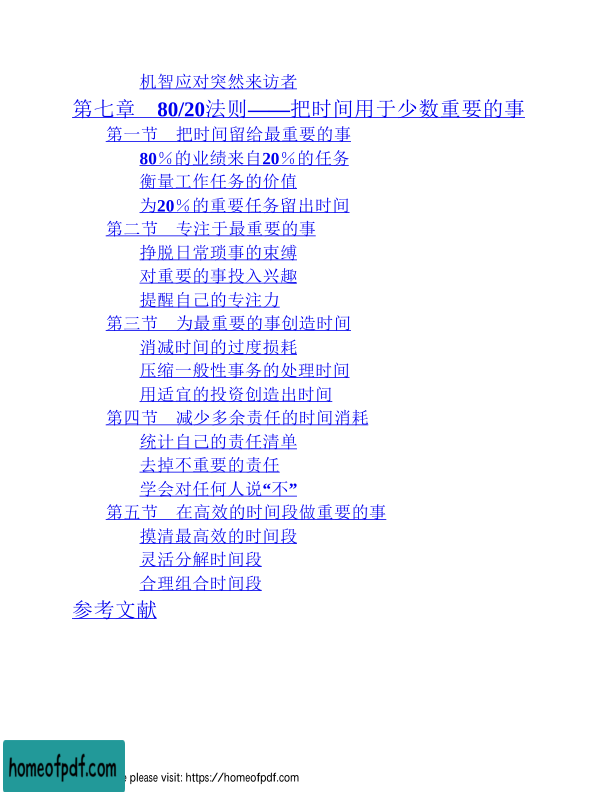 机智应对突然来访者
第七章　80/20法则——把时间用于少数重要的事
第一节　把时间留给最重要的事
80％的业绩来自20％的任务
衡量工作任务的价值
为20％的重要任务留出时间
第二节　专注于最重要的事
挣脱日常琐事的束缚
对重要的事投入兴趣
提醒自己的专注力
第三节　为最重要的事创造时间
消减时间的过度损耗
压缩一般性事务的处理时间
用适宜的投资创造出时间
第四节　减少多余责任的时间消耗
统计自己的责任清单
去掉不重要的责任
学会对任何人说“不”
第五节　在高效的时间段做重要的事
摸清最高效的时间段
灵活分解时间段
合理组合时间段
参考文献
homeofpdf.com
e please visit: https://homeofpdf.com